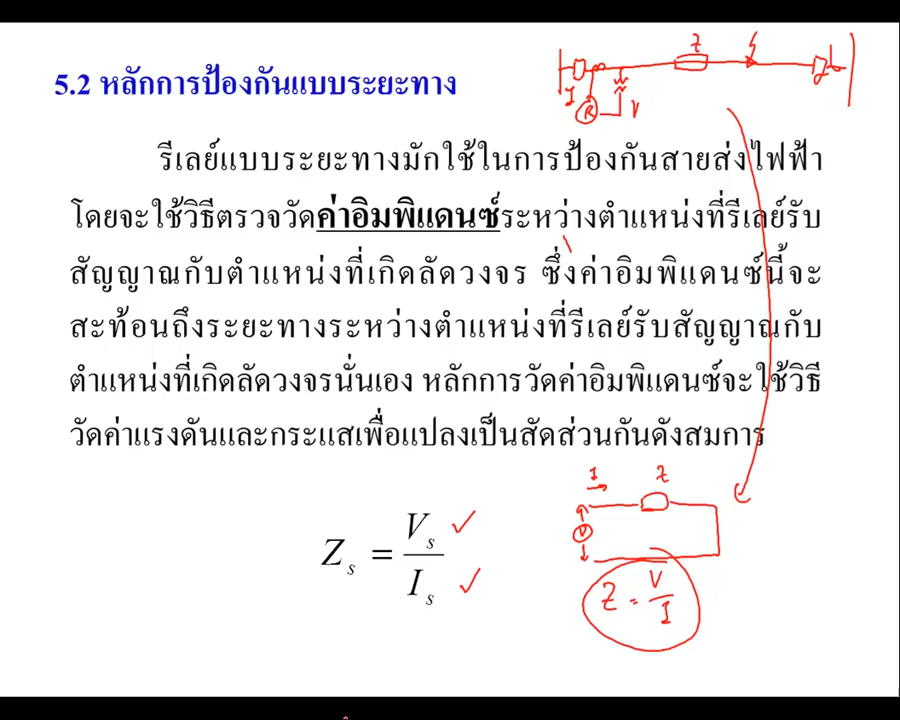 5.2 หลักการป้องกันแบบระยะทาง
Z
I
R
V
รีเลย์แบบระยะทางมักใช้ในการป้องกันสายส่งไฟฟ้า
โดยจะใช้วิธีตรวจวัดค่าอิมพิแดนซ์ระหว่างตำแหน่งที่รีเลย์รับ
สัญญาณกับตำแหน่งที่เกิดลัดวงจร ซึ่งค่าอิมพิแดนซ์นี้จะ
สะท้อนถึงระยะทางระหว่างตำแหน่งที่รีเลย์รับสัญญาณกับ
ตำแหน่งที่เกิดลัดวงจรนั่นเอง หลักการวัดค่าอิมพิแดนซ์จะใช้วิธี
วัดค่าแรงดันและกระแสเพื่อแปลงเป็นสัดส่วนกันดังสมการ
Z_s = V_s / I_s
I
Z
V
Z = V / I